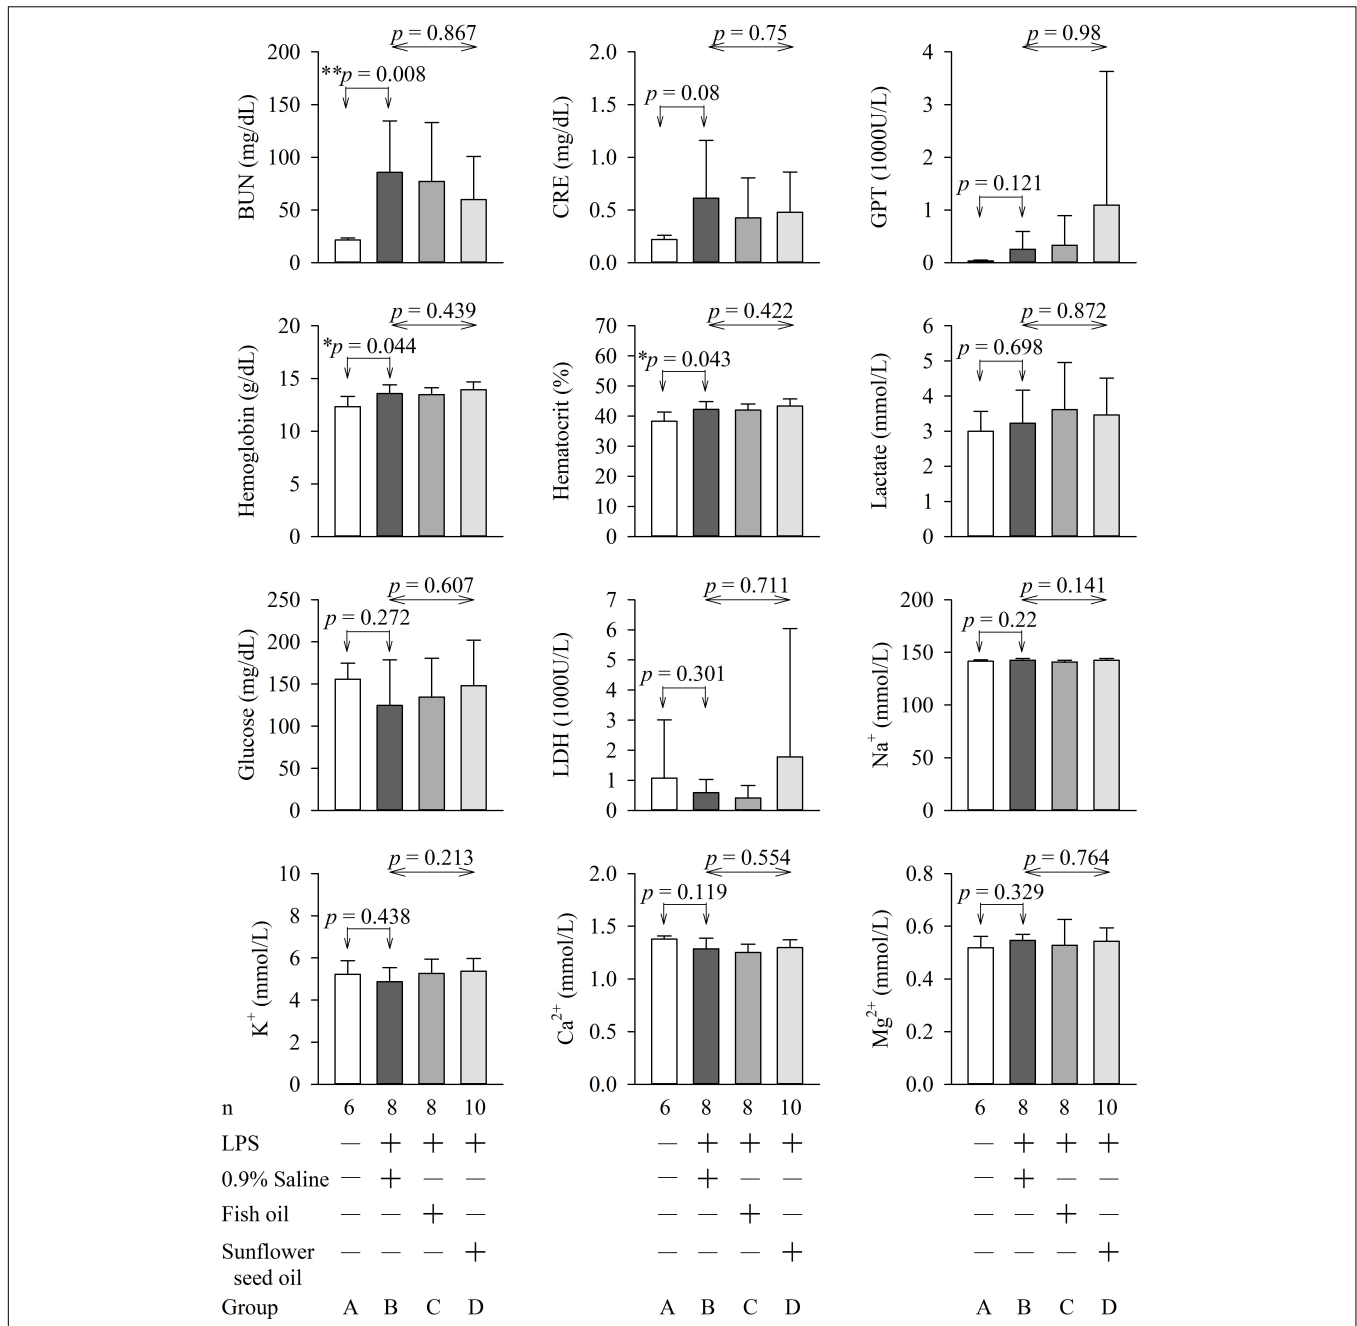 p = 0.867 p = 0.75 p = 0.98
BUN (mg/dL)
200
150
100
50
0
**p = 0.008
CRE (mg/dL)
2.0
1.5
1.0
0.5
0.0
p = 0.08
GPT (1000U/L)
4
3
2
1
0
p = 0.121
p = 0.439 p = 0.422 p = 0.872
Hemoglobin (g/dL)
20
15
10
5
0
*p = 0.044
Hematocrit (%)
70
60
50
40
30
20
10
0
*p = 0.043
Lactate (mmol/L)
6
5
4
3
2
1
0
p = 0.698
p = 0.607 p = 0.711 p = 0.141
Glucose (mg/dL)
250
200
150
100
50
0
p = 0.272
LDH (1000U/L)
7
6
5
4
3
2
1
0
p = 0.301
Na⁺ (mmol/L)
200
150
100
50
0
p = 0.22
p = 0.213 p = 0.554 p = 0.764
K⁺ (mmol/L)
10
8
6
4
2
0
p = 0.438
Ca²⁺ (mmol/L)
2.0
1.5
1.0
0.5
0.0
p = 0.119
Mg²⁺ (mmol/L)
0.8
0.6
0.4
0.2
0.0
p = 0.329
n 6 8 8 10 6 8 8 10 6 8 8 10
LPS — + + + — + + + — + + +
0.9% Saline — + — — — + — — — + — —
Fish oil — — + — — — + — — — + —
Sunflower — — — + — — — + — — — +
seed oil
Group A B C D A B C D A B C D